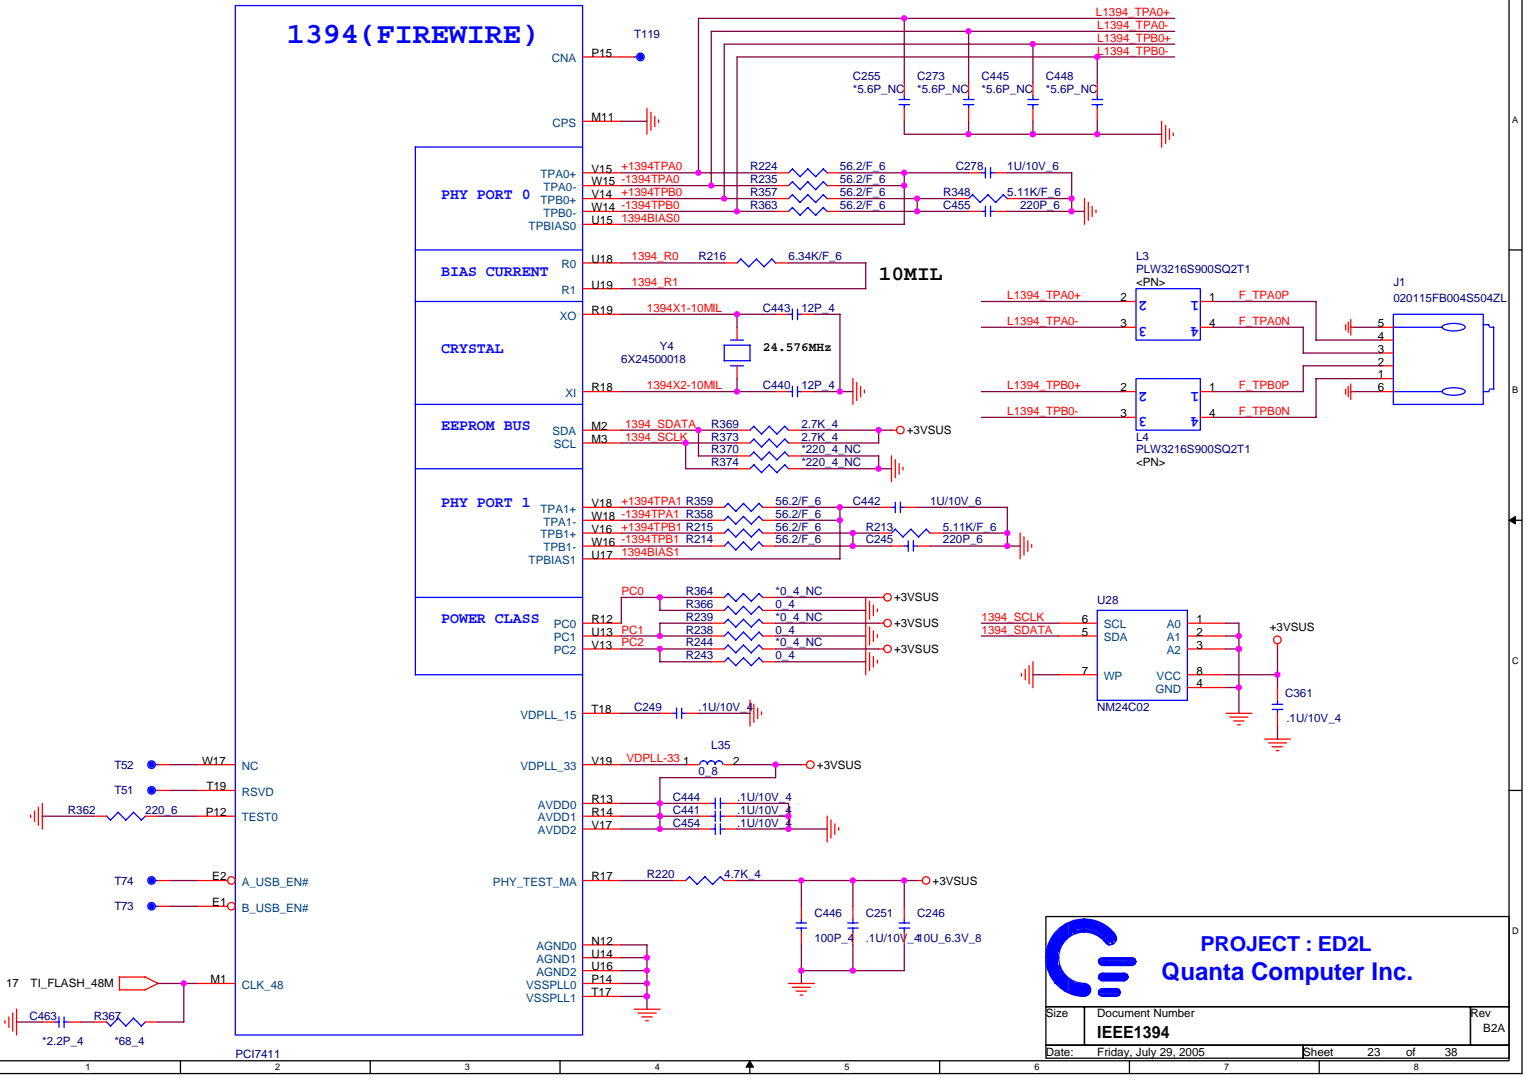 1394(FIREWIRE)
CNA P15 T119
CPS M11
L1394_TPA0+
L1394_TPA0-
L1394_TPB0+
L1394_TPB0-
C255 *5.6P_NC
C273 *5.6P_NC
C445 *5.6P_NC
C448 *5.6P_NC
PHY PORT 0
TPA0+ V15 +1394TPA0 R224 56.2/F_6 C278 1U/10V_6
TPA0- W15 -1394TPA0 R235 56.2/F_6
TPB0+ V14 +1394TPB0 R357 56.2/F_6 R348 5.11K/F_6
TPB0- W14 -1394TPB0 R363 56.2/F_6 C455 220P_6
TPBIAS0 U15 1394BIAS0
BIAS CURRENT
R0 U18 1394_R0 R216 6.34K/F_6
R1 U19 1394_R1
10MIL
CRYSTAL
XO R19 1394X1-10MIL C443 12P_4
Y4
6X24500018
24.576MHz
XI R18 1394X2-10MIL C440 12P_4
L3
PLW3216S900SQ2T1
<PN>
L1394_TPA0+ 2 2 1 1 F_TPA0P
L1394_TPA0- 3 3 4 4 F_TPA0N
L1394_TPB0+ 2 2 1 1 F_TPB0P
L1394_TPB0- 3 3 4 4 F_TPB0N
L4
PLW3216S900SQ2T1
<PN>
J1
020115FB004S504ZL
5
4
3
2
1
6
EEPROM BUS
SDA M2 1394_SDATA R369 2.7K_4 +3VSUS
SCL M3 1394_SCLK R373 2.7K_4
R370 *220_4_NC
R374 *220_4_NC
PHY PORT 1
TPA1+ V18 +1394TPA1 R359 56.2/F_6 C442 1U/10V_6
TPA1- W18 -1394TPA1 R358 56.2/F_6
TPB1+ V16 +1394TPB1 R215 56.2/F_6 R213 5.11K/F_6
TPB1- W16 -1394TPB1 R214 56.2/F_6 C245 220P_6
TPBIAS1 U17 1394BIAS1
POWER CLASS
PC0 R364 *0_4_NC +3VSUS
R366 0_4
PC0 R12 R239 *0_4_NC +3VSUS
PC1 U13 PC1 R238 0_4
PC2 V13 PC2 R244 *0_4_NC +3VSUS
R243 0_4
U28
1394_SCLK 6 SCL A0 1
1394_SDATA 5 SDA A1 2
A2 3
7 WP VCC 8
GND 4
NM24C02
+3VSUS
C361
.1U/10V_4
VDPLL_15 T18 C249 .1U/10V_4
L35
VDPLL_33 V19 VDPLL-33 1 2 +3VSUS
0_8
AVDD0 R13 C444 .1U/10V_4
AVDD1 R14 C441 .1U/10V_4
AVDD2 V17 C454 .1U/10V_4
T52 W17 NC
T51 T19 RSVD
R362 220_6 P12 TEST0
T74 E2 A_USB_EN#
T73 E1 B_USB_EN#
PHY_TEST_MA R17 R220 4.7K_4 +3VSUS
C446 C251 C246
100P_4 .1U/10V_4 10U_6.3V_8
AGND0 N12
AGND1 U14
AGND2 U16
VSSPLL0 P14
VSSPLL1 T17
17 TI_FLASH_48M M1 CLK_48
C463 R367
*2.2P_4 *68_4
PCI7411
PROJECT : ED2L
Quanta Computer Inc.
Size Document Number Rev
IEEE1394 B2A
Date: Friday, July 29, 2005 Sheet 23 of 38
A
B
C
D
1 2 3 4 5 6 7 8